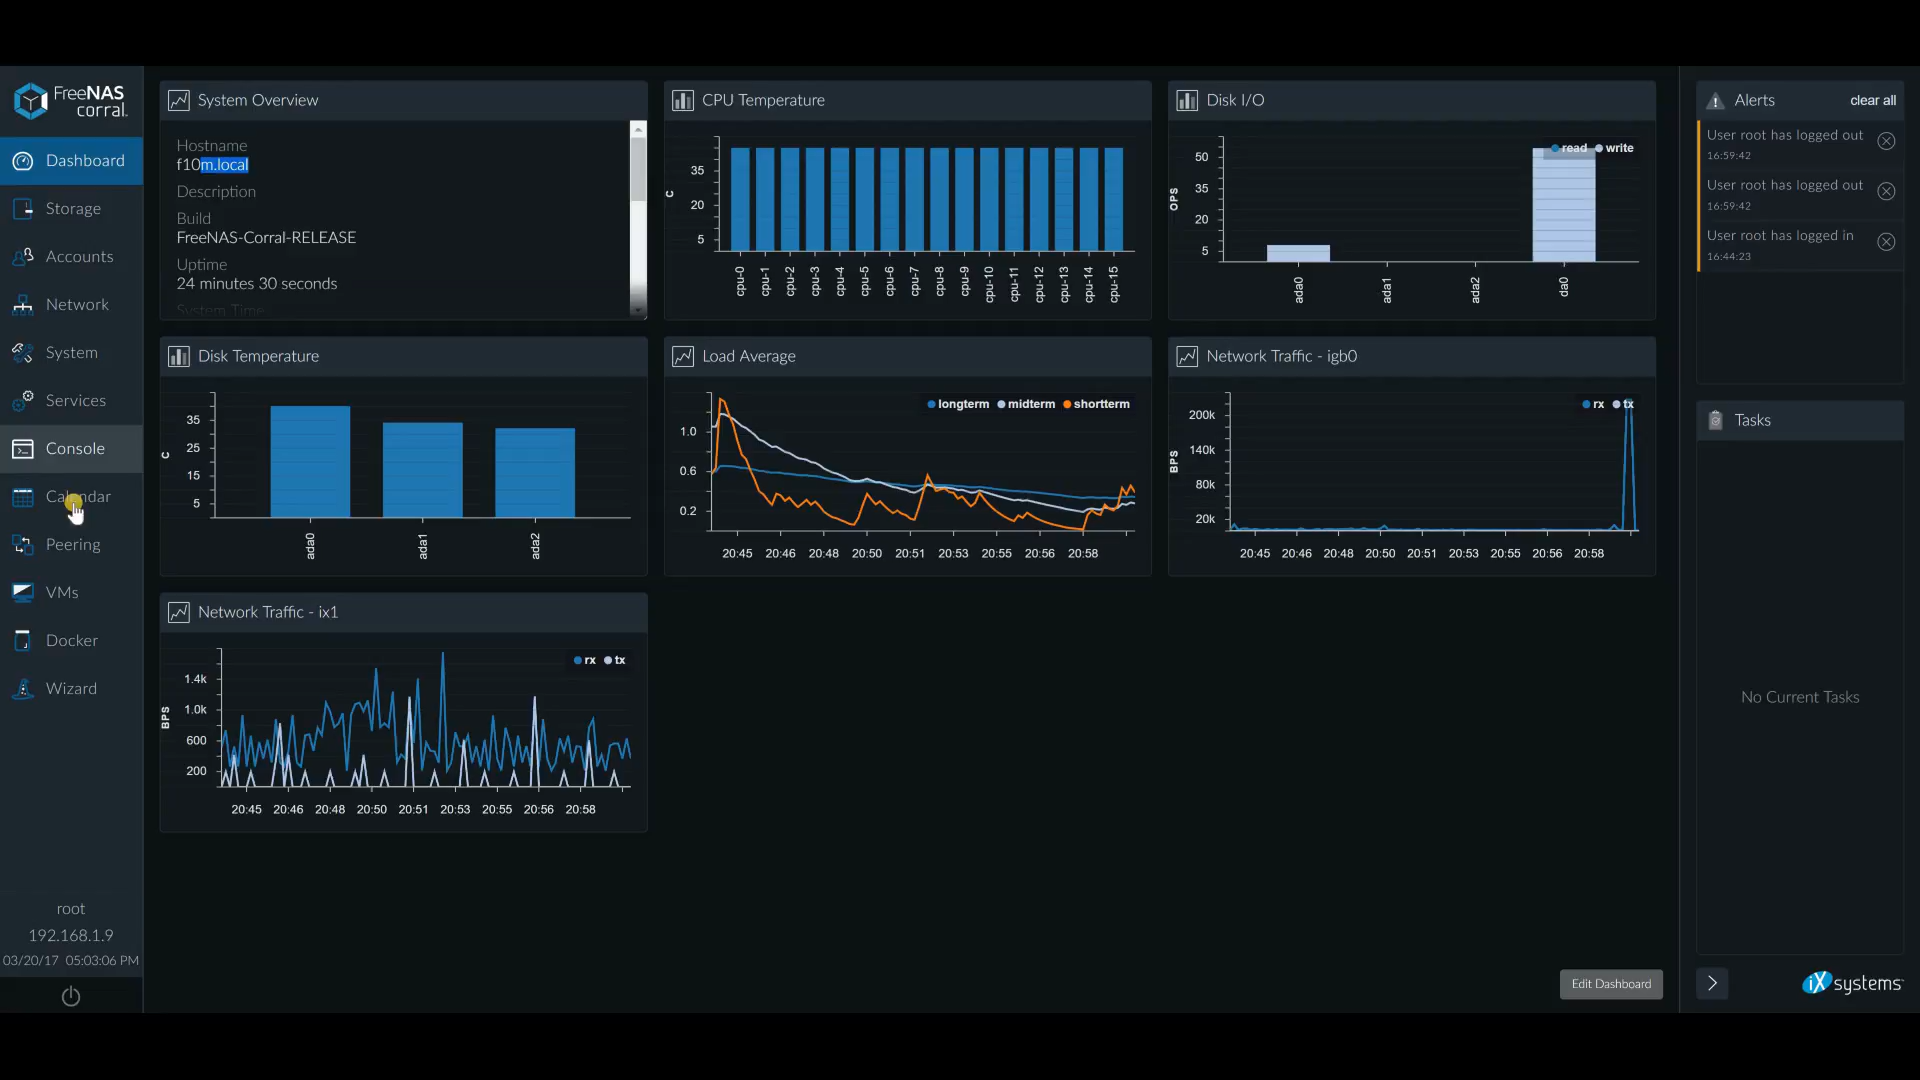 FreeNAS
corral.
Dashboard
Storage
Accounts
Network
System
Services
Console
Calendar
Peering
VMs
Docker
Wizard
root
192.168.1.9
03/20/17 05:03:06 PM
System Overview
Hostname
f10m.local
Description
Build
FreeNAS-Corral-RELEASE
Uptime
24 minutes 30 seconds
System Time
CPU Temperature
C
35
20
5
cpu-0 cpu-1 cpu-2 cpu-3 cpu-4 cpu-5 cpu-6 cpu-7 cpu-8 cpu-9 cpu-10 cpu-11 cpu-12 cpu-13 cpu-14 cpu-15
Disk I/O
read write
OPS
50
35
20
5
ada0 ada1 ada2 da0
Disk Temperature
C
35
25
15
5
ada0 ada1 ada2
Load Average
longterm midterm shortterm
1.0
0.6
0.2
20:45 20:46 20:48 20:50 20:51 20:53 20:55 20:56 20:58
Network Traffic - igb0
rx tx
BPS
200k
140k
80k
20k
20:45 20:46 20:48 20:50 20:51 20:53 20:55 20:56 20:58
Network Traffic - ix1
rx tx
BPS
1.4k
1.0k
600
200
20:45 20:46 20:48 20:50 20:51 20:53 20:55 20:56 20:58
Edit Dashboard
Alerts clear all
User root has logged out
16:59:42
User root has logged out
16:59:42
User root has logged in
16:44:23
Tasks
No Current Tasks
iXsystems